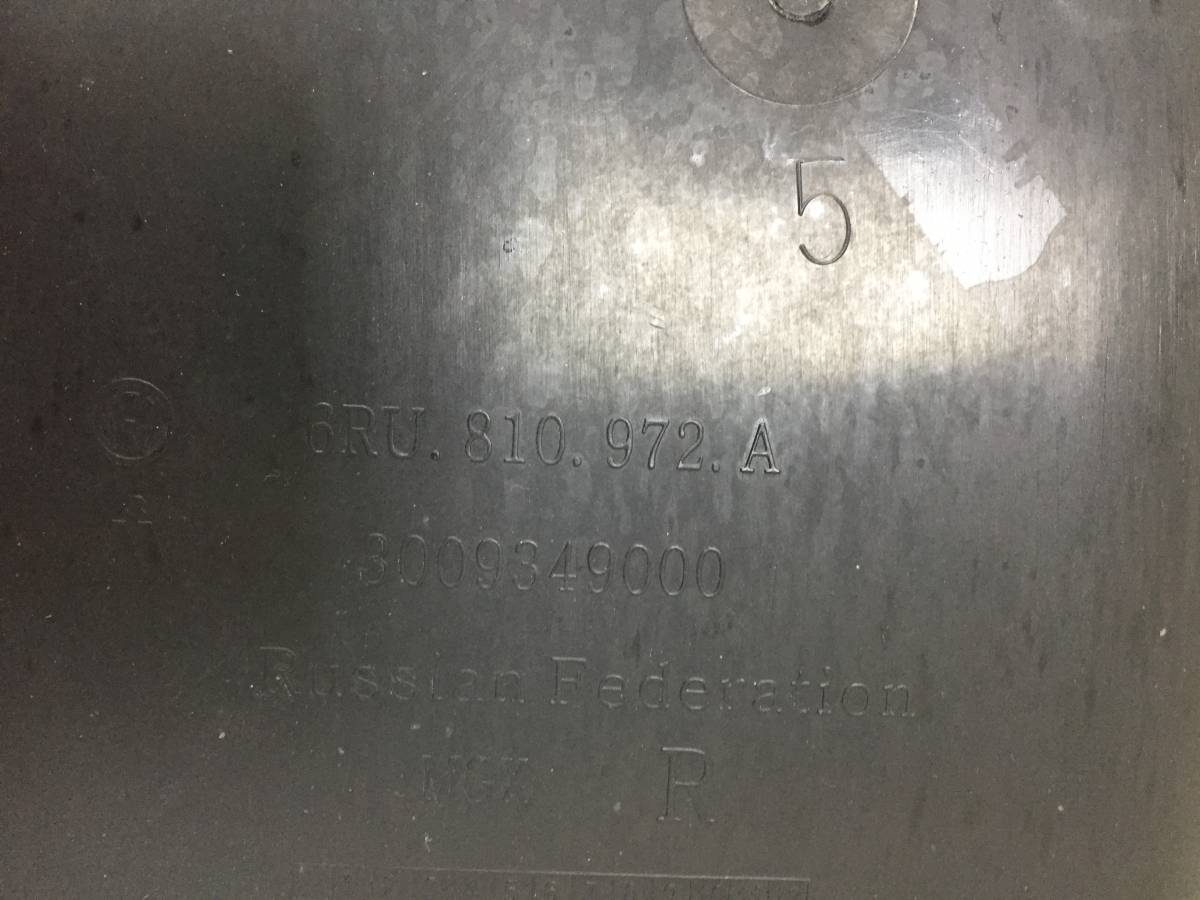 5
6RU.810.972.A
3009349000
Russian Federation
R